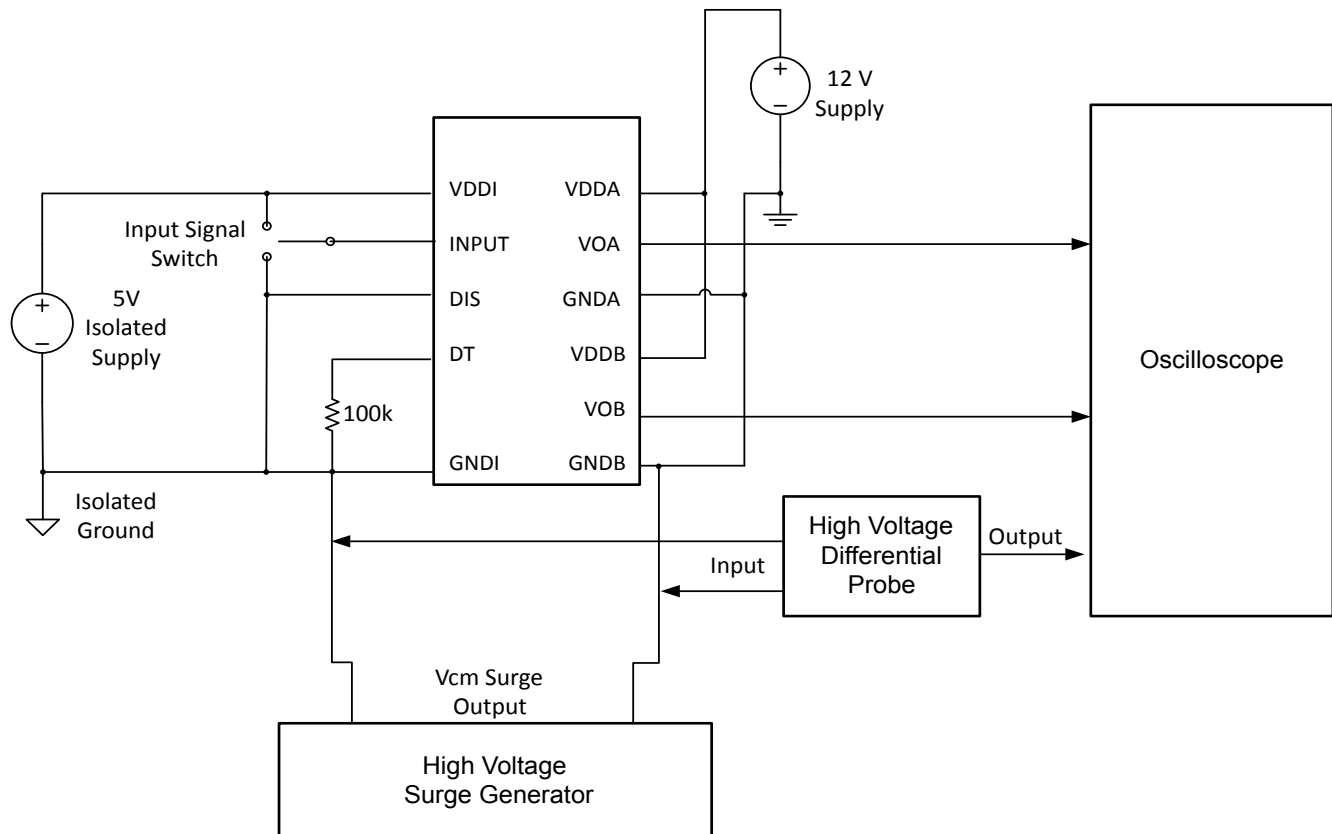 12 V
Supply
VDDI
VDDA
Input Signal
Switch
INPUT
VOA
5V
Isolated
Supply
DIS
GNDA
DT
VDDB
Oscilloscope
100k
VOB
GNDI
GNDB
Isolated
Ground
High Voltage
Differential
Probe
Output
Input
Vcm Surge
Output
High Voltage
Surge Generator